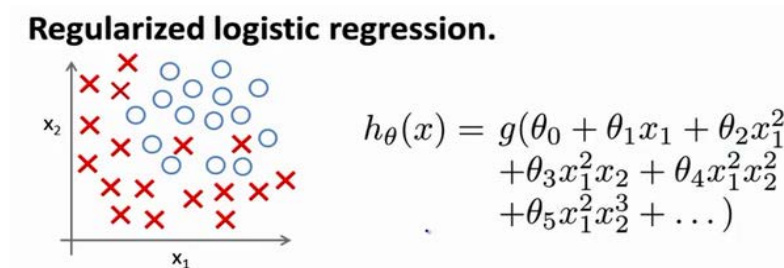 Regularized logistic regression.
x₂
x₁
h_θ(x) = g(θ₀ + θ₁x₁ + θ₂x₁²
+θ₃x₁²x₂ + θ₄x₁²x₂²
+θ₅x₁²x₂³ + . . . )